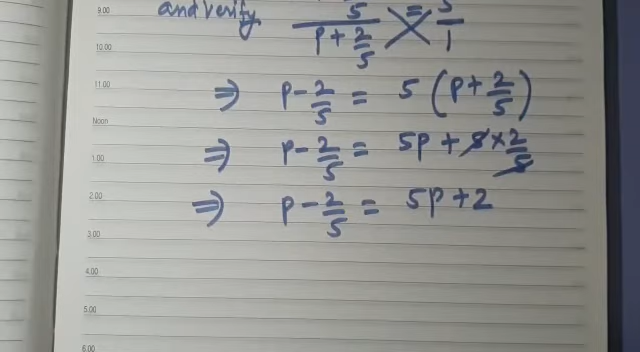 9.00
and verify 5 = 5
P + 2/5 1
10.00
11.00
⇒ P - 2/5 = 5 (P + 2/5)
Noon
⇒ P - 2/5 = 5P + 5 × 2/5
1.00
2.00
⇒ P - 2/5 = 5P + 2
3.00
4.00
5.00
6.00